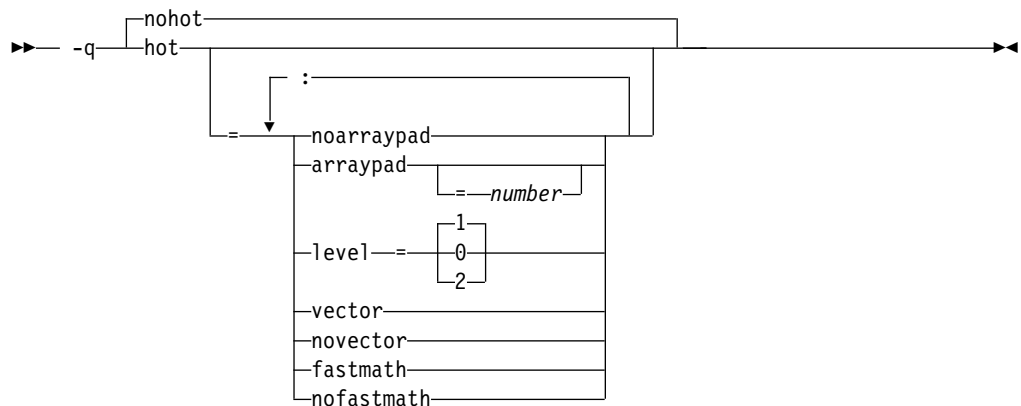 nohot
-q hot
:
= noarraypad
arraypad
= number
1
level = 0
2
vector
novector
fastmath
nofastmath